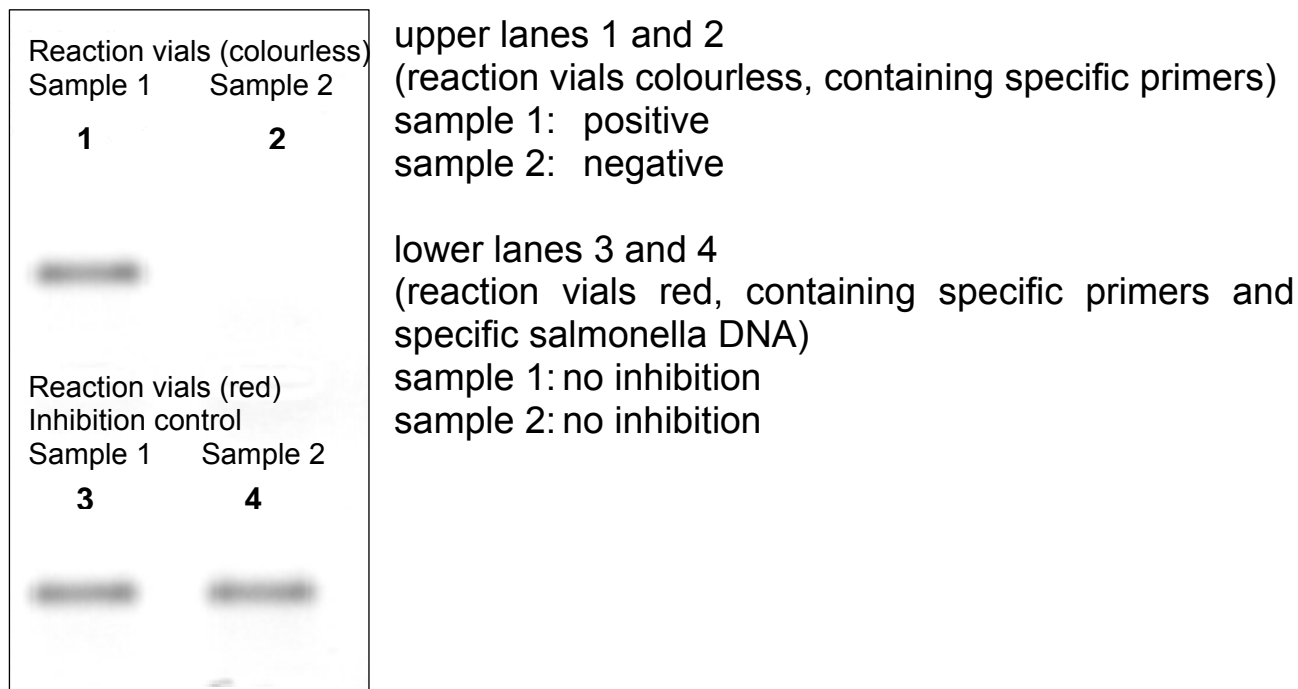 Reaction vials (colourless)
Sample 1 Sample 2
1 2
Reaction vials (red)
Inhibition control
Sample 1 Sample 2
3 4
upper lanes 1 and 2
(reaction vials colourless, containing specific primers)
sample 1: positive
sample 2: negative
lower lanes 3 and 4
(reaction vials red, containing specific primers and
specific salmonella DNA)
sample 1: no inhibition
sample 2: no inhibition